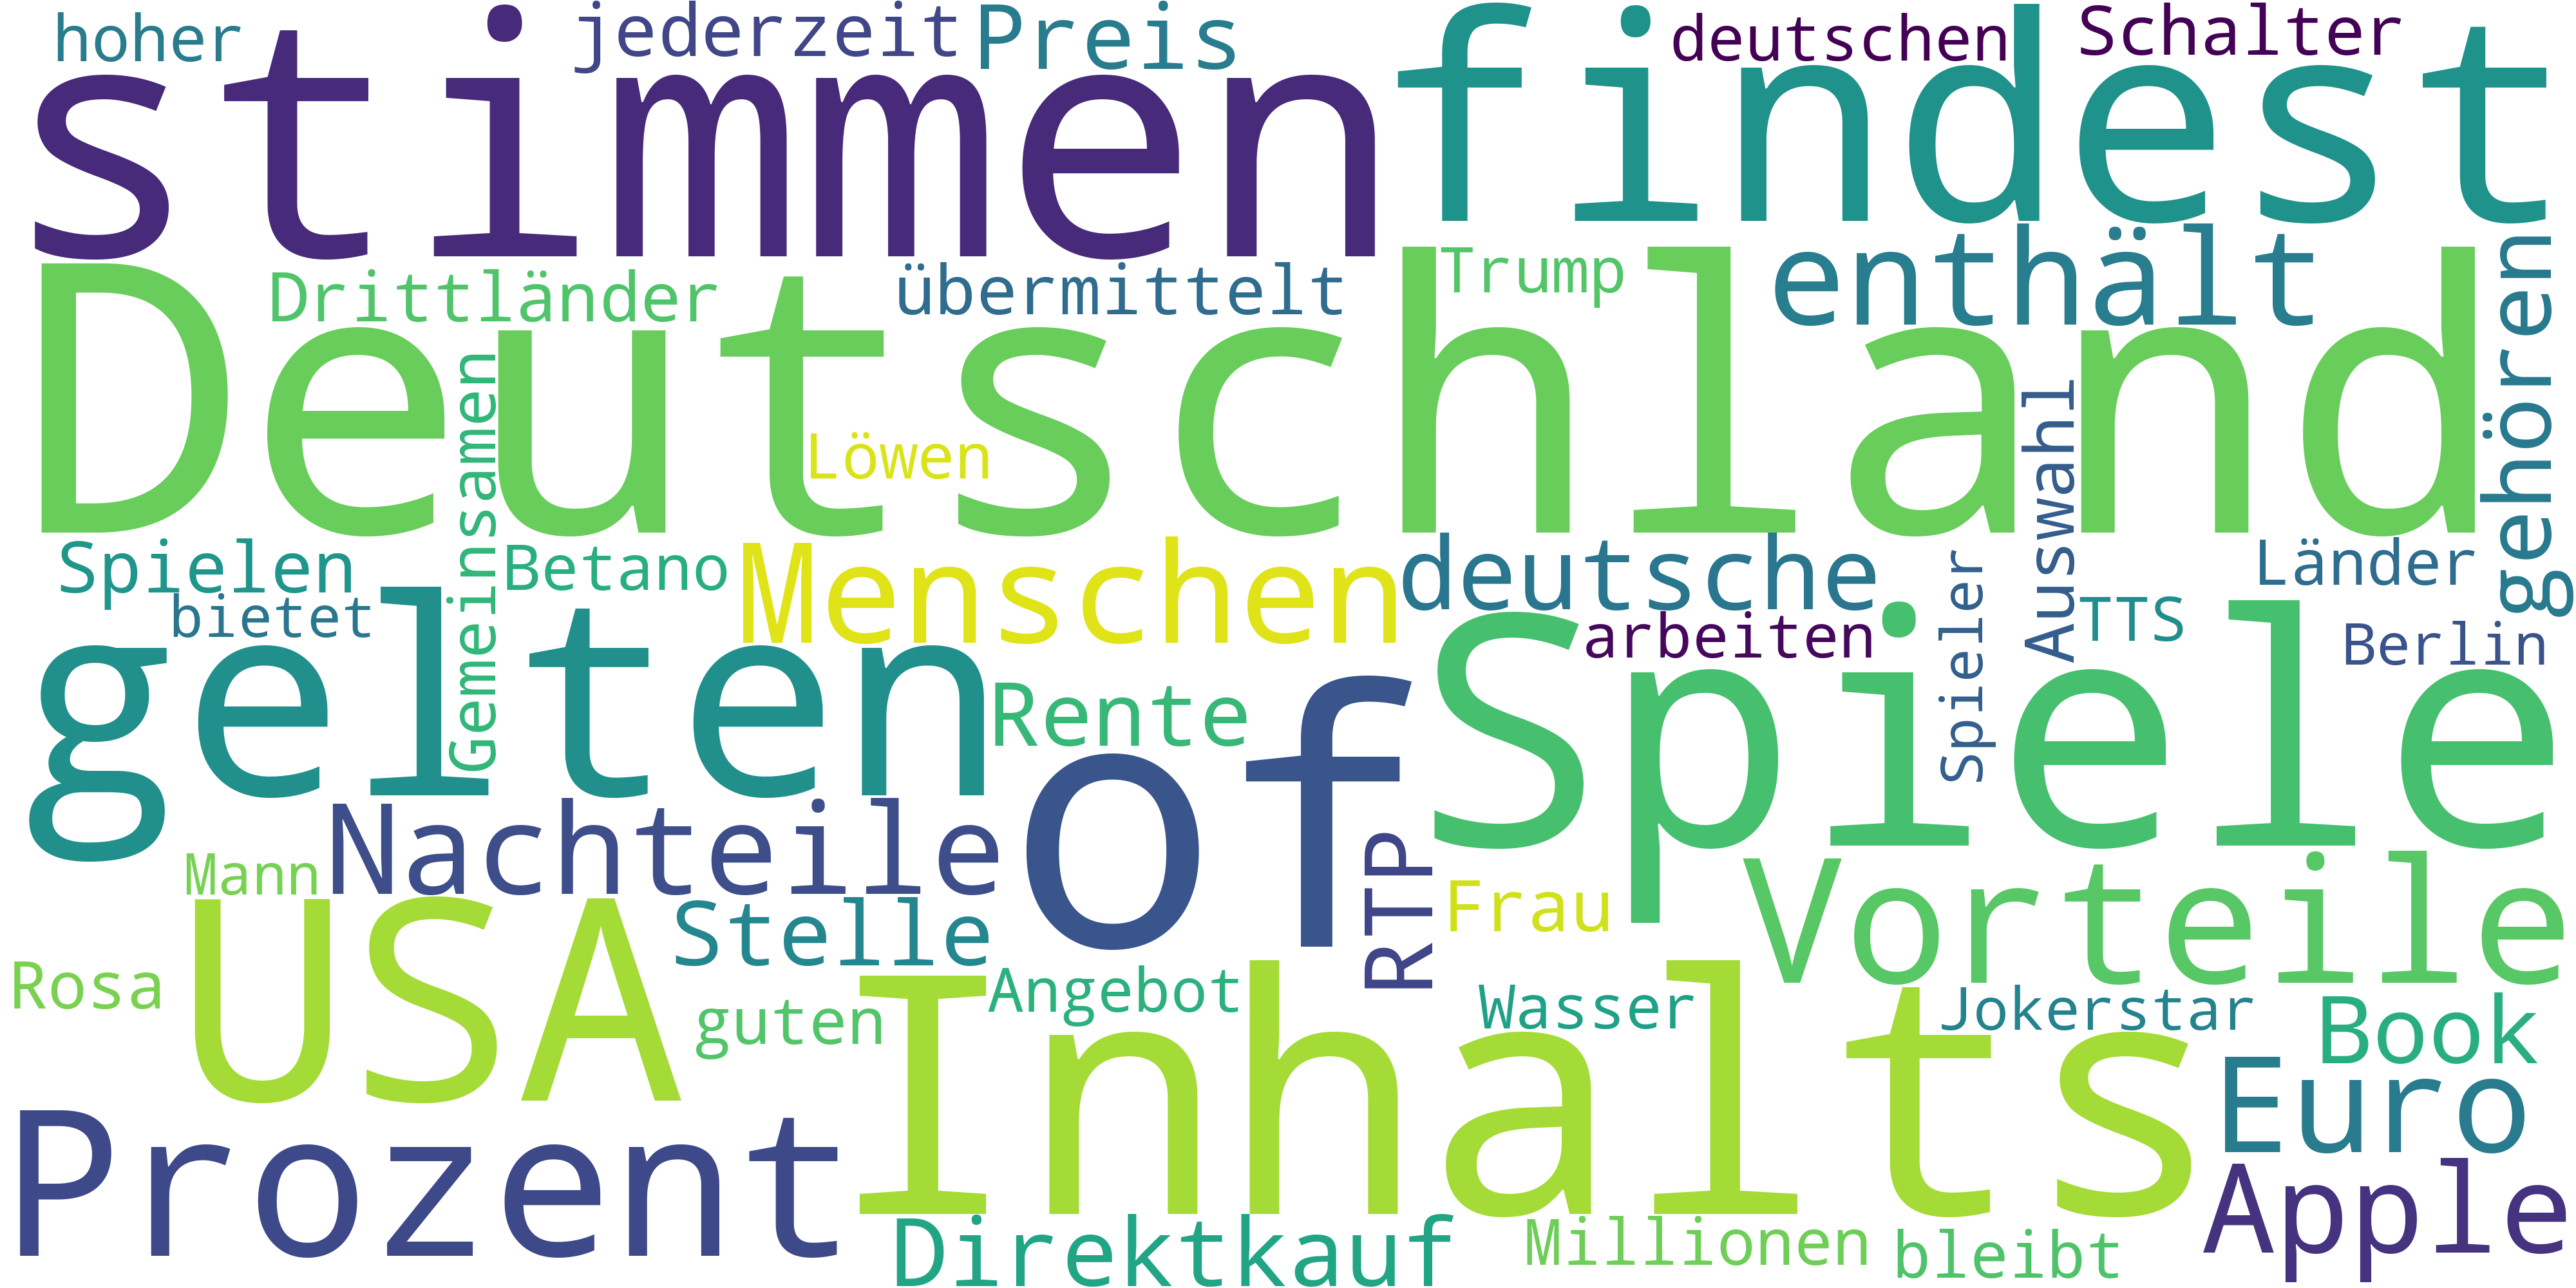 hoher
jederzeit
Preis
deutschen
Schalter
stimmen
findest
Drittländer
übermittelt
Trump
enthält
gehören
Deutschland
Gemeinsamen
Löwen
Auswahl
Spielen
Betano
Menschen
deutsche
Spieler
Länder
bietet
arbeiten
TTS
Berlin
gelten
Rente
of
Spiele
Nachteile
Mann
RTP
Frau
Vorteile
USA
Stelle
Rosa
guten
Angebot
Inhalts
Wasser
Jokerstar
Book
Euro
Prozent
Apple
Direktkauf
Millionen
bleibt